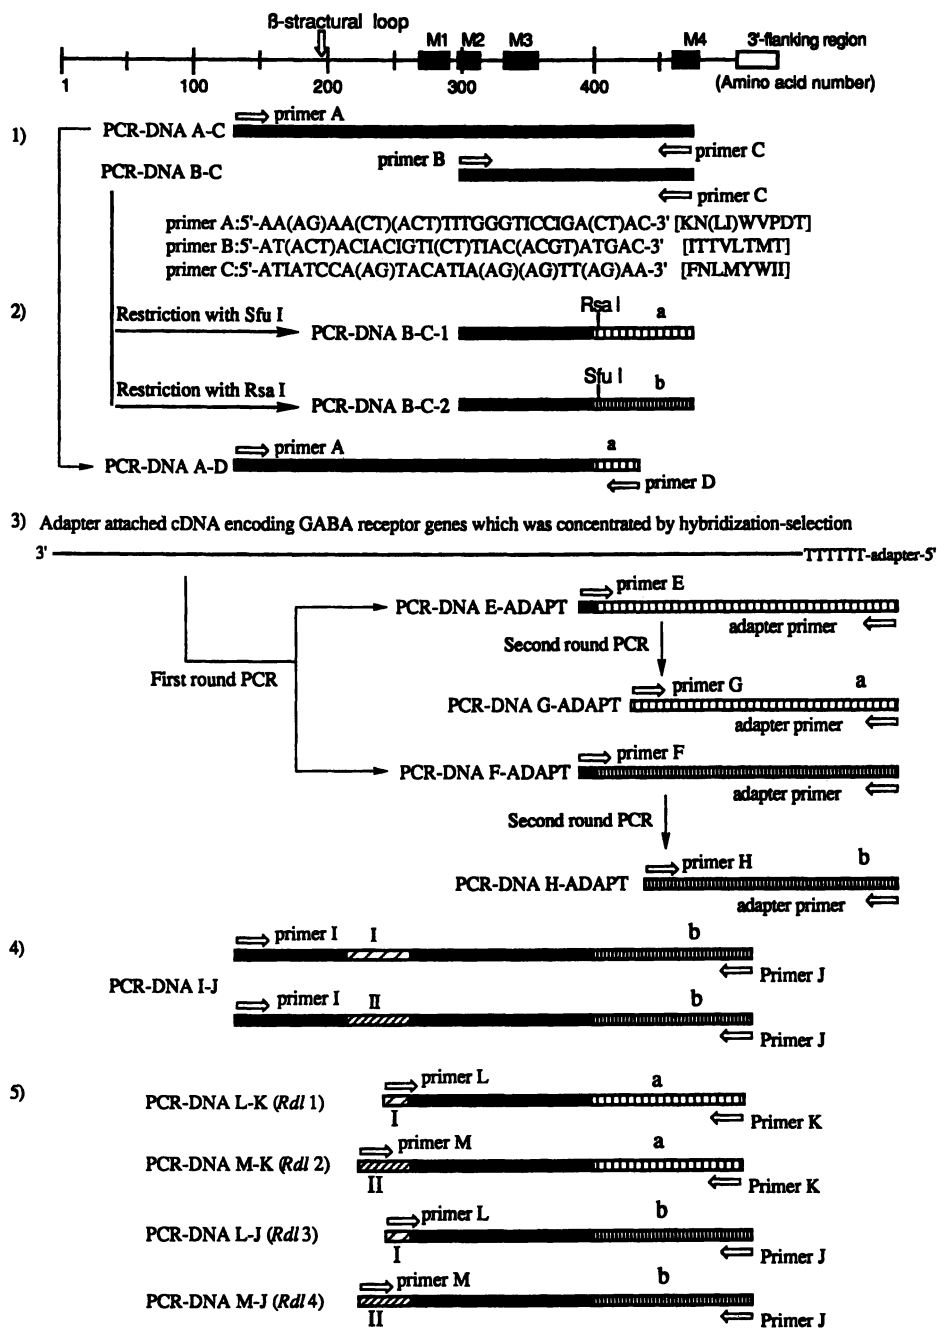 ß-stractural loop
M1 M2 M3 M4 3'-flanking region
1 100 200 300 400 (Amino acid number)
1) PCR-DNA A-C primer A
primer B primer C
PCR-DNA B-C
primer C
primer A:5'-AA(AG)AA(CT)(ACT)TITGGGTICCIGA(CT)AC-3' [KN(LI)WVPDT]
primer B:5'-AT(ACT)ACIACIGTI(CT)TIAC(ACGT)ATGAC-3' [ITTVLTMT]
primer C:5'-ATIATCCA(AG)TACATIA(AG)(AG)TT(AG)AA-3' [FNLMYWII]
2) Restriction with Sfu I PCR-DNA B-C-1 Rsa I a
Restriction with Rsa I PCR-DNA B-C-2 Sfu I b
PCR-DNA A-D primer A a
primer D
3) Adapter attached cDNA encoding GABA receptor genes which was concentrated by hybridization-selection
3' TTTTTT-adapter-5'
primer E
PCR-DNA E-ADAPT
adapter primer
Second round PCR
First round PCR
primer G a
PCR-DNA G-ADAPT
adapter primer
primer F
PCR-DNA F-ADAPT
adapter primer
Second round PCR
primer H b
PCR-DNA H-ADAPT
adapter primer
4) primer I I b
Primer J
PCR-DNA I-J
primer I II b
Primer J
5) primer L a
PCR-DNA L-K (Rdl 1)
I Primer K
primer M a
PCR-DNA M-K (Rdl 2)
II Primer K
primer L b
PCR-DNA L-J (Rdl 3)
I Primer J
primer M b
PCR-DNA M-J (Rdl 4)
II Primer J